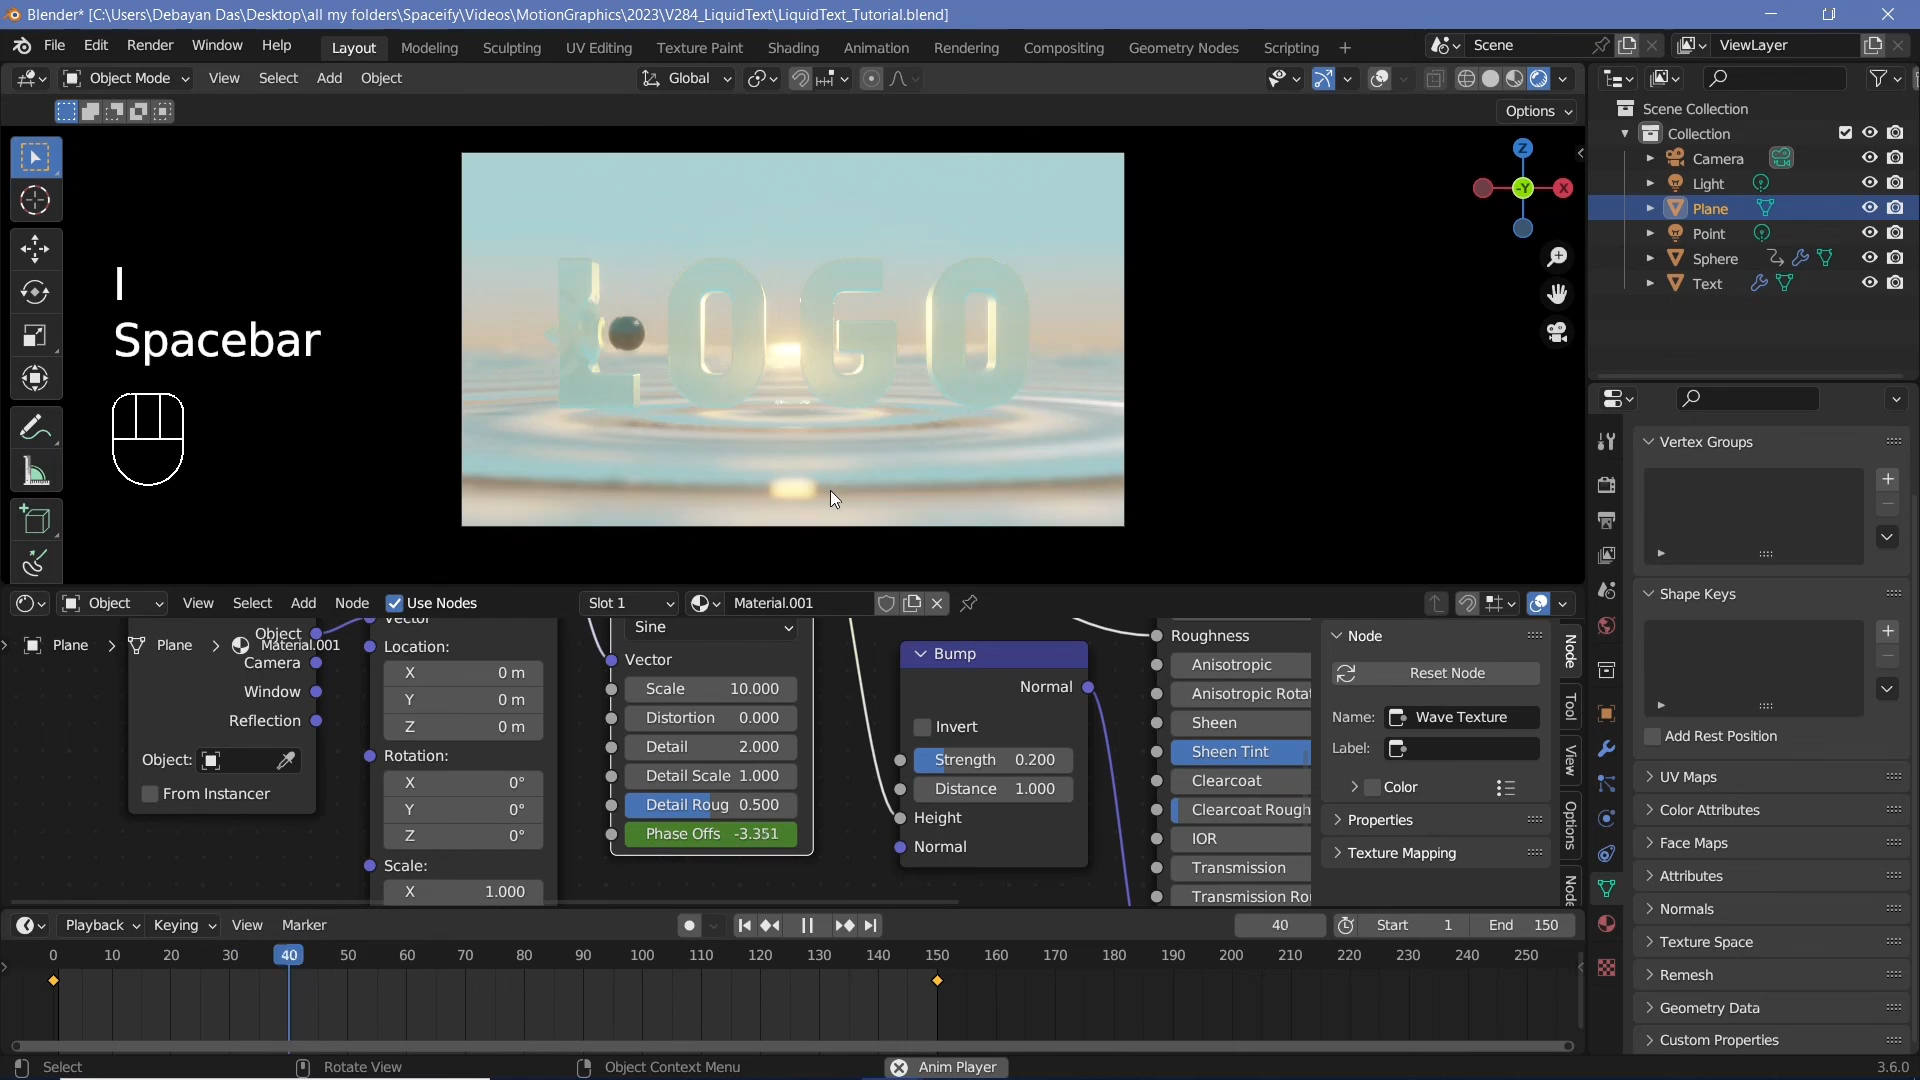 Blender* [C:\Users\Debayan Das\Desktop\all my folders\Spaceify\Videos\MotionGraphics\2023\V284_LiquidText\LiquidText_Tutorial.blend]
File Edit Render Window Help
Layout Modeling Sculpting UV Editing Texture Paint Shading Animation Rendering Compositing Geometry Nodes Scripting +
Scene
ViewLayer
Object Mode View Select Add Object
Global
Options
Scene Collection
Collection
Camera
Light
Plane
Point
Sphere
Text
Z
-Y
X
I
Spacebar
LOGO
Vertex Groups
Shape Keys
Add Rest Position
UV Maps
Color Attributes
Face Maps
Attributes
Normals
Texture Space
Remesh
Geometry Data
Custom Properties
Object View Select Add Node Use Nodes
Slot 1
Material.001
Plane > Plane > Material.001
Object
Camera
Window
Reflection
Object:
From Instancer
Vector
Location:
X 0 m
Y 0 m
Z 0 m
Rotation:
X 0°
Y 0°
Z 0°
Scale:
X 1.000
Sine
Vector
Scale 10.000
Distortion 0.000
Detail 2.000
Detail Scale 1.000
Detail Roug 0.500
Phase Offs -3.351
Bump
Normal
Invert
Strength 0.200
Distance 1.000
Height
Normal
Roughness
Anisotropic
Anisotropic Rotat
Sheen
Sheen Tint
Clearcoat
Clearcoat Rough
IOR
Transmission
Transmission Ro
Node
Reset Node
Name: Wave Texture
Label:
Color
Properties
Texture Mapping
Node
Tool
View
Options
Node
Playback Keying View Marker
40
Start 1
End 150
0 10 20 30 40 50 60 70 80 90 100 110 120 130 140 150 160 170 180 190 200 210 220 230 240 250
Select
Rotate View
Object Context Menu
Anim Player
3.6.0